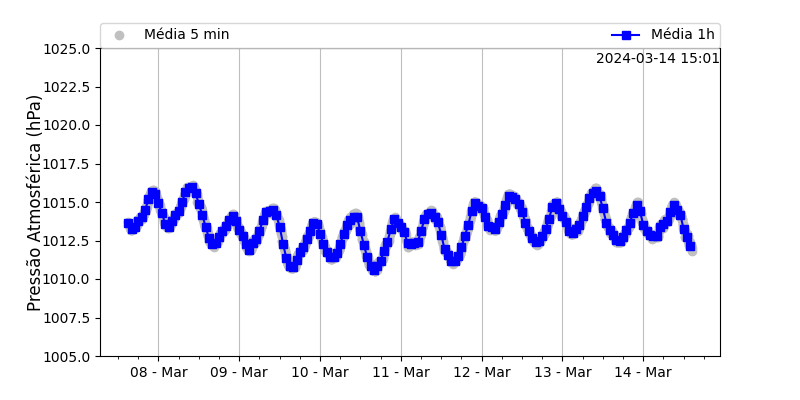 Média 5 min
Média 1h
2024-03-14 15:01
Pressão Atmosférica (hPa)
1025.0
1022.5
1020.0
1017.5
1015.0
1012.5
1010.0
1007.5
1005.0
08 - Mar
09 - Mar
10 - Mar
11 - Mar
12 - Mar
13 - Mar
14 - Mar